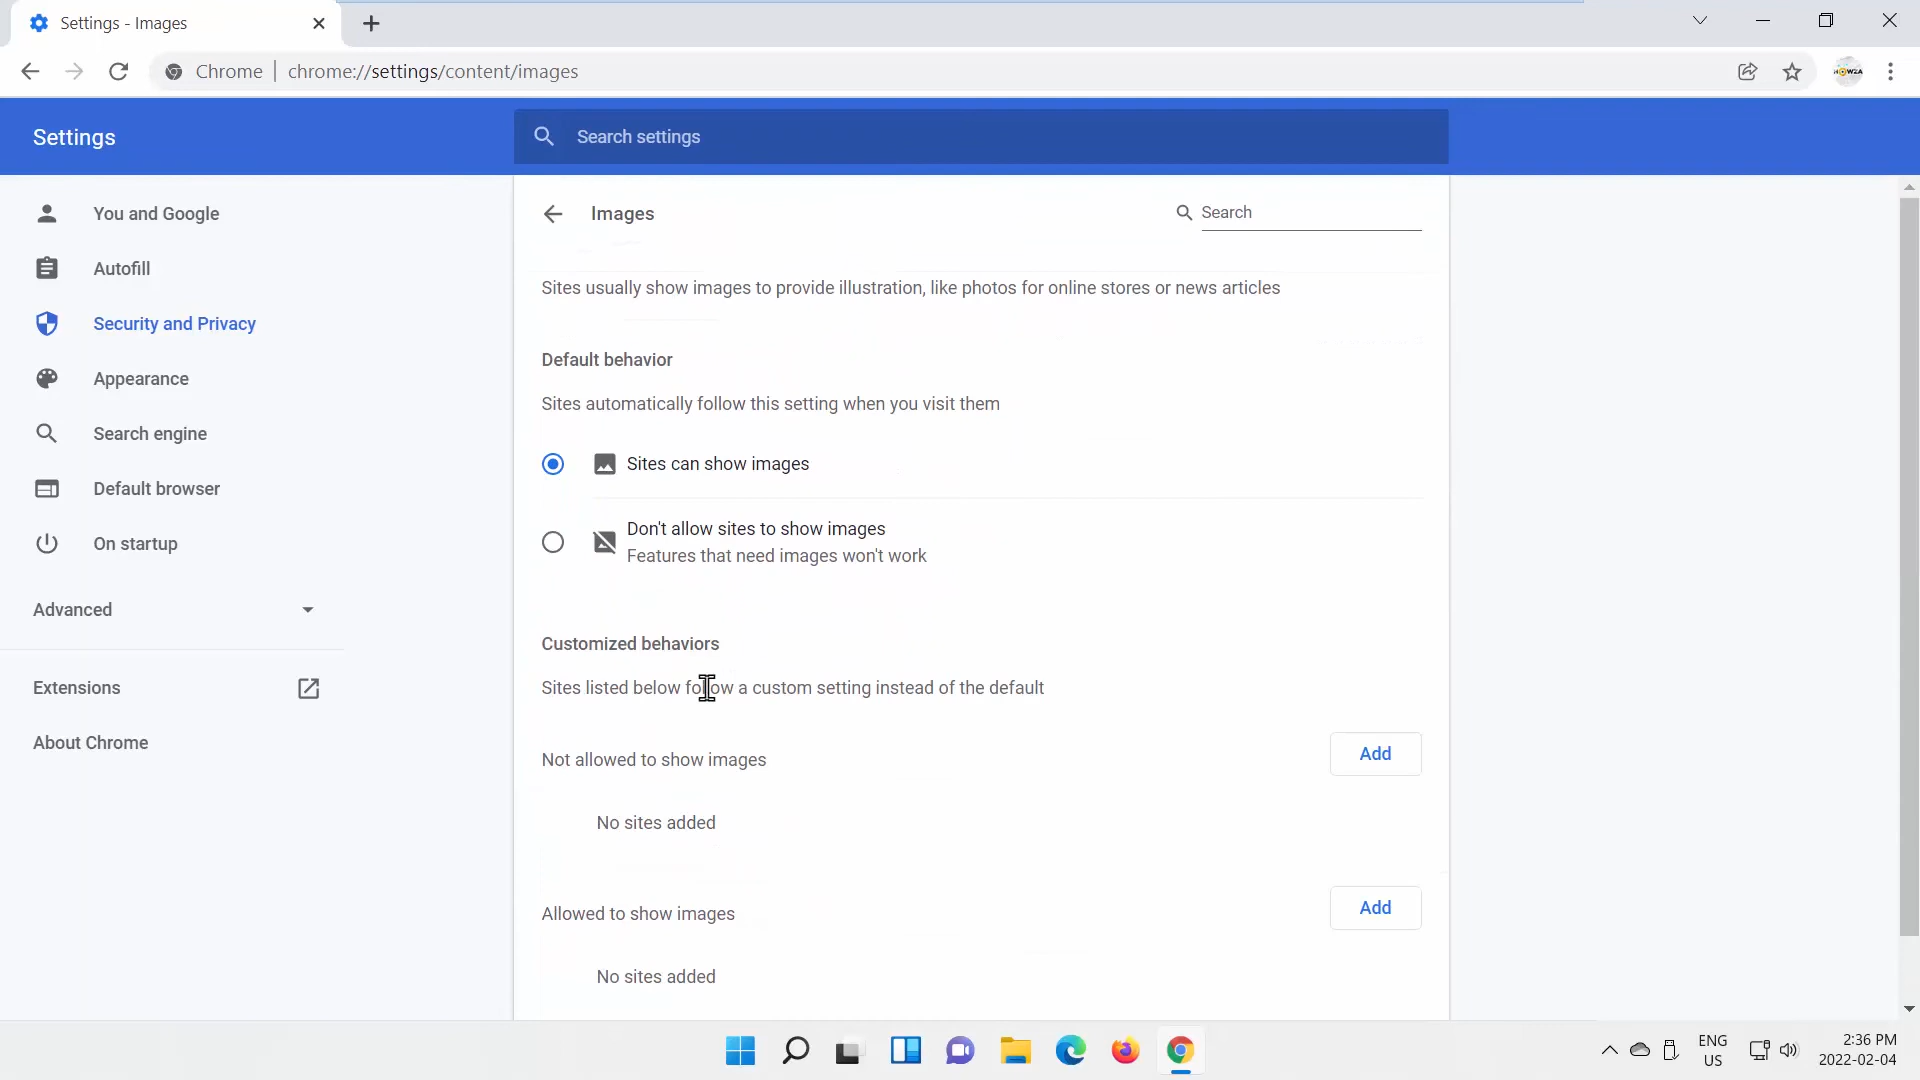 Settings - Images
Chrome | chrome://settings/content/images
HOWZA
Settings
Search settings
You and Google
Autofill
Security and Privacy
Appearance
Search engine
Default browser
On startup
Advanced
Extensions
About Chrome
Images
Search
Sites usually show images to provide illustration, like photos for online stores or news articles
Default behavior
Sites automatically follow this setting when you visit them
Sites can show images
Don't allow sites to show images
Features that need images won't work
Customized behaviors
Sites listed below follow a custom setting instead of the default
Not allowed to show images
Add
No sites added
Allowed to show images
Add
No sites added
ENG
US
2:36 PM
2022-02-04